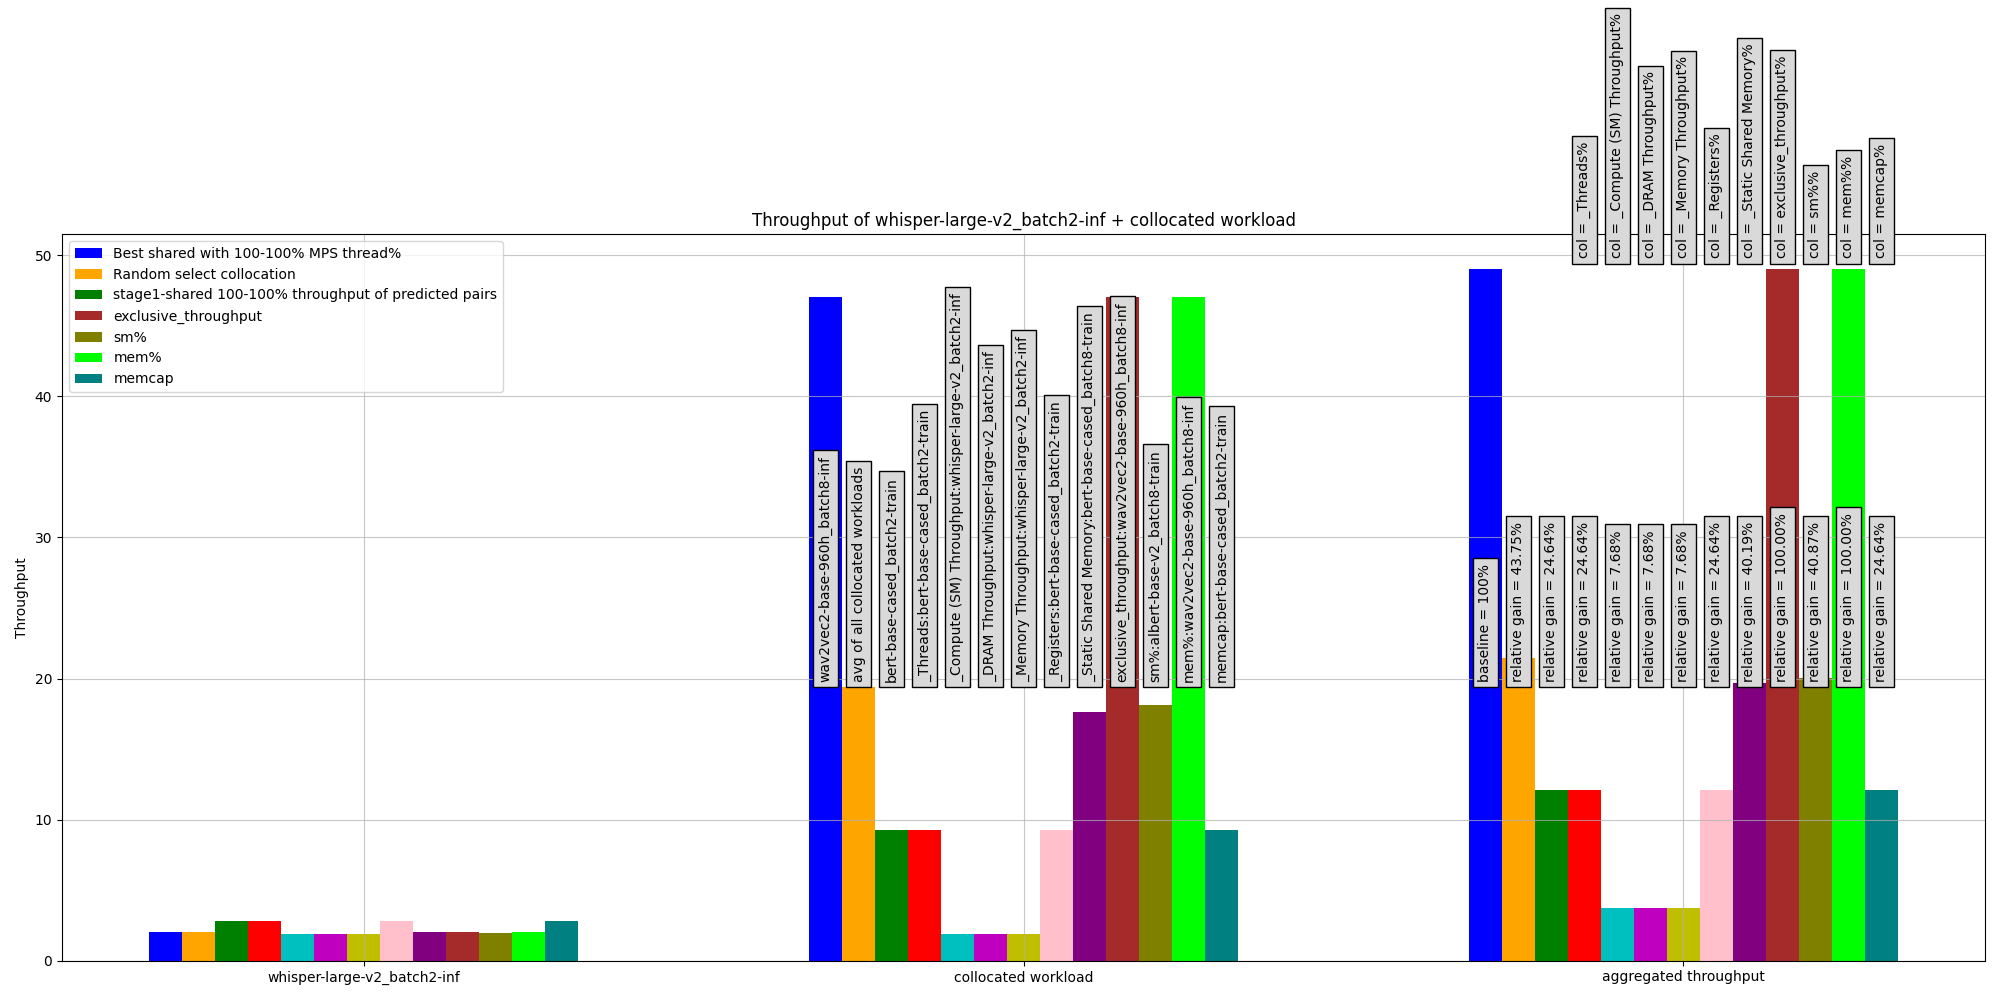 col = _Threads%
col = _Compute (SM) Throughput%
col = _DRAM Throughput%
col = _Memory Throughput%
col = _Registers%
col = _Static Shared Memory%
col = exclusive_throughput%
col = sm%%
col = mem%%
col = memcap%
Throughput of whisper-large-v2_batch2-inf + collocated workload
Best shared with 100-100% MPS thread%
Random select collocation
stage1-shared 100-100% throughput of predicted pairs
exclusive_throughput
sm%
mem%
memcap
Throughput
50
40
30
20
10
0
wav2vec2-base-960h_batch8-inf
avg of all collocated workloads
bert-base-cased_batch2-train
_Threads:bert-base-cased_batch2-train
_Compute (SM) Throughput:whisper-large-v2_batch2-inf
_DRAM Throughput:whisper-large-v2_batch2-inf
_Memory Throughput:whisper-large-v2_batch2-inf
_Registers:bert-base-cased_batch2-train
_Static Shared Memory:bert-base-cased_batch8-train
exclusive_throughput:wav2vec2-base-960h_batch8-inf
sm%:albert-base-v2_batch8-train
mem%:wav2vec2-base-960h_batch8-inf
memcap:bert-base-cased_batch2-train
baseline = 100%
relative gain = 43.75%
relative gain = 24.64%
relative gain = 24.64%
relative gain = 7.68%
relative gain = 7.68%
relative gain = 7.68%
relative gain = 24.64%
relative gain = 40.19%
relative gain = 100.00%
relative gain = 40.87%
relative gain = 100.00%
relative gain = 24.64%
whisper-large-v2_batch2-inf
collocated workload
aggregated throughput